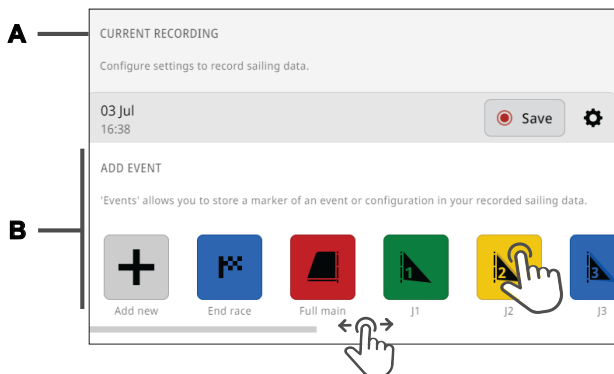 A
CURRENT RECORDING
Configure settings to record sailing data.
03 Jul
16:38
Save
B
ADD EVENT
'Events' allows you to store a marker of an event or configuration in your recorded sailing data.
1
2
3
Add new
End race
Full main
J1
J2
J3